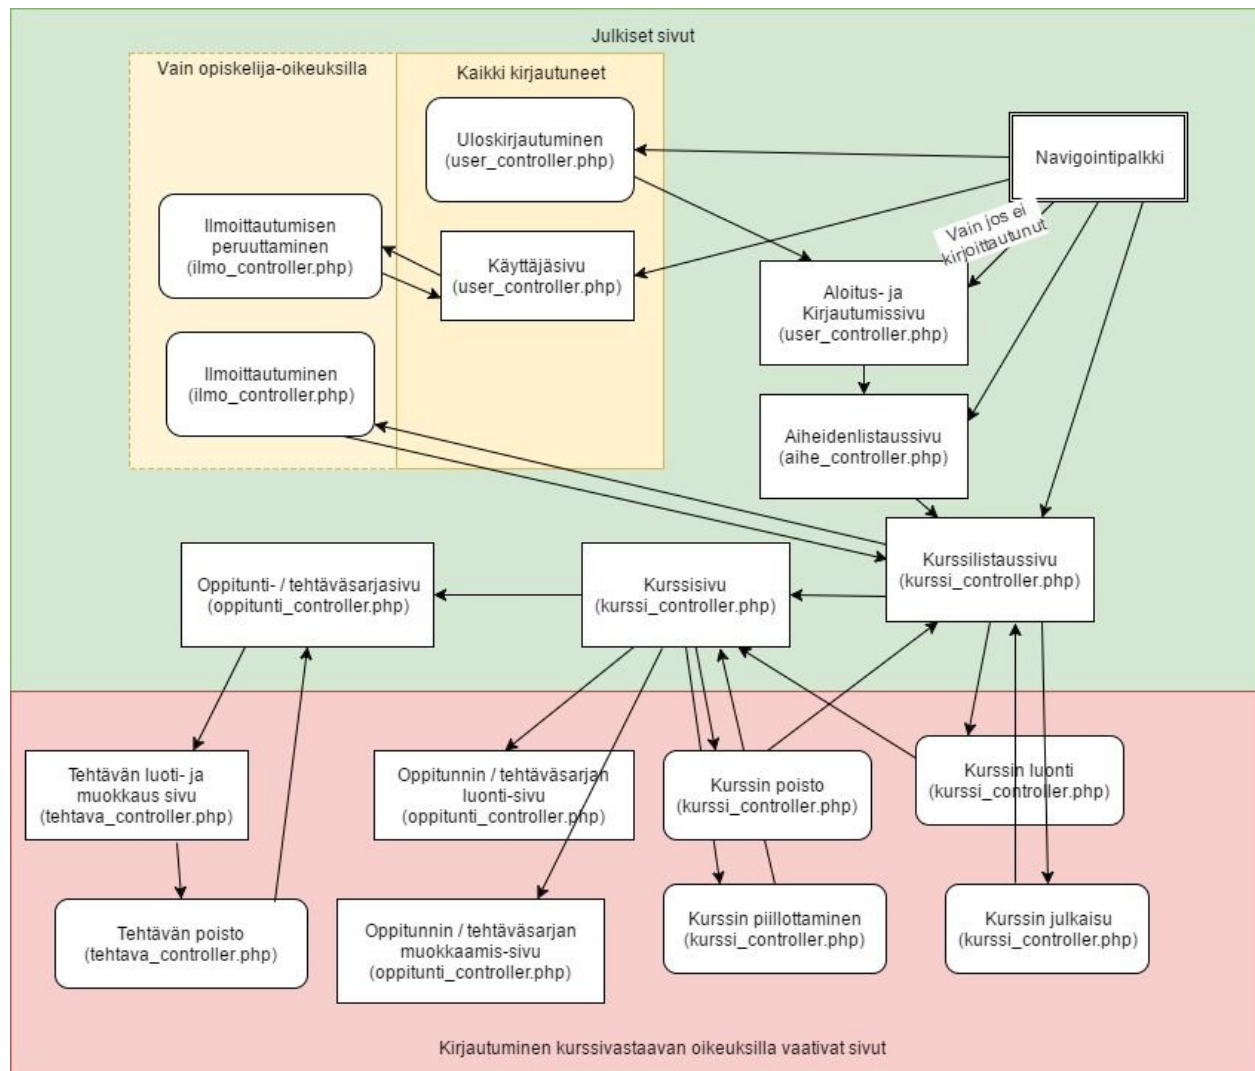 Julkiset sivut
Vain opiskelija-oikeuksilla
Kaikki kirjautuneet
Uloskirjautuminen
(user_controller.php)
Navigointipalkki
Ilmoittautumisen
peruuttaminen
(ilmo_controller.php)
Käyttäjäsivu
(user_controller.php)
Vain jos ei
kirjoittautunut
Aloitus- ja
Kirjautumissivu
(user_controller.php)
Ilmoittautuminen
(ilmo_controller.php)
Aiheidenlistaussivu
(aihe_controller.php)
Oppitunti- / tehtäväsarjasivu
(oppitunti_controller.php)
Kurssisivu
(kurssi_controller.php)
Kurssilistaussivu
(kurssi_controller.php)
Tehtävän luoti- ja
muokkaus sivu
(tehtava_controller.php)
Oppitunnin / tehtäväsarjan
luonti-sivu
(oppitunti_controller.php)
Kurssin poisto
(kurssi_controller.php)
Kurssin luonti
(kurssi_controller.php)
Tehtävän poisto
(tehtava_controller.php)
Oppitunnin / tehtäväsarjan
muokkaamis-sivu
(oppitunti_controller.php)
Kurssin piillottaminen
(kurssi_controller.php)
Kurssin julkaisu
(kurssi_controller.php)
Kirjautuminen kurssivastaavan oikeuksilla vaativat sivut